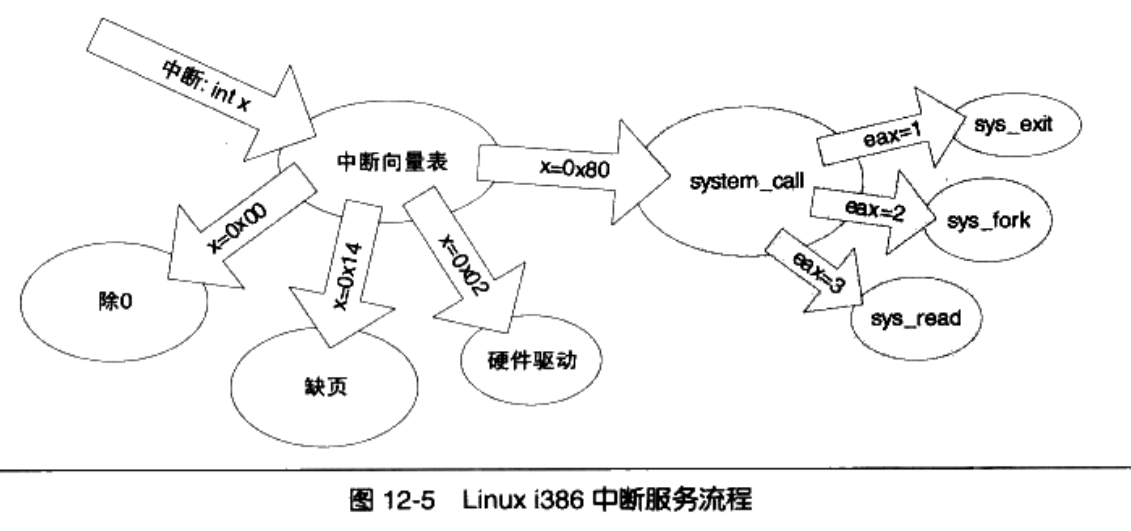 中断: int x
中断向量表
x=0x80
system_call
eax=1
sys_exit
eax=2
sys_fork
eax=3
sys_read
x=0x00
除0
x=0x14
缺页
x=0x02
硬件驱动
图 12-5 Linux i386 中断服务流程